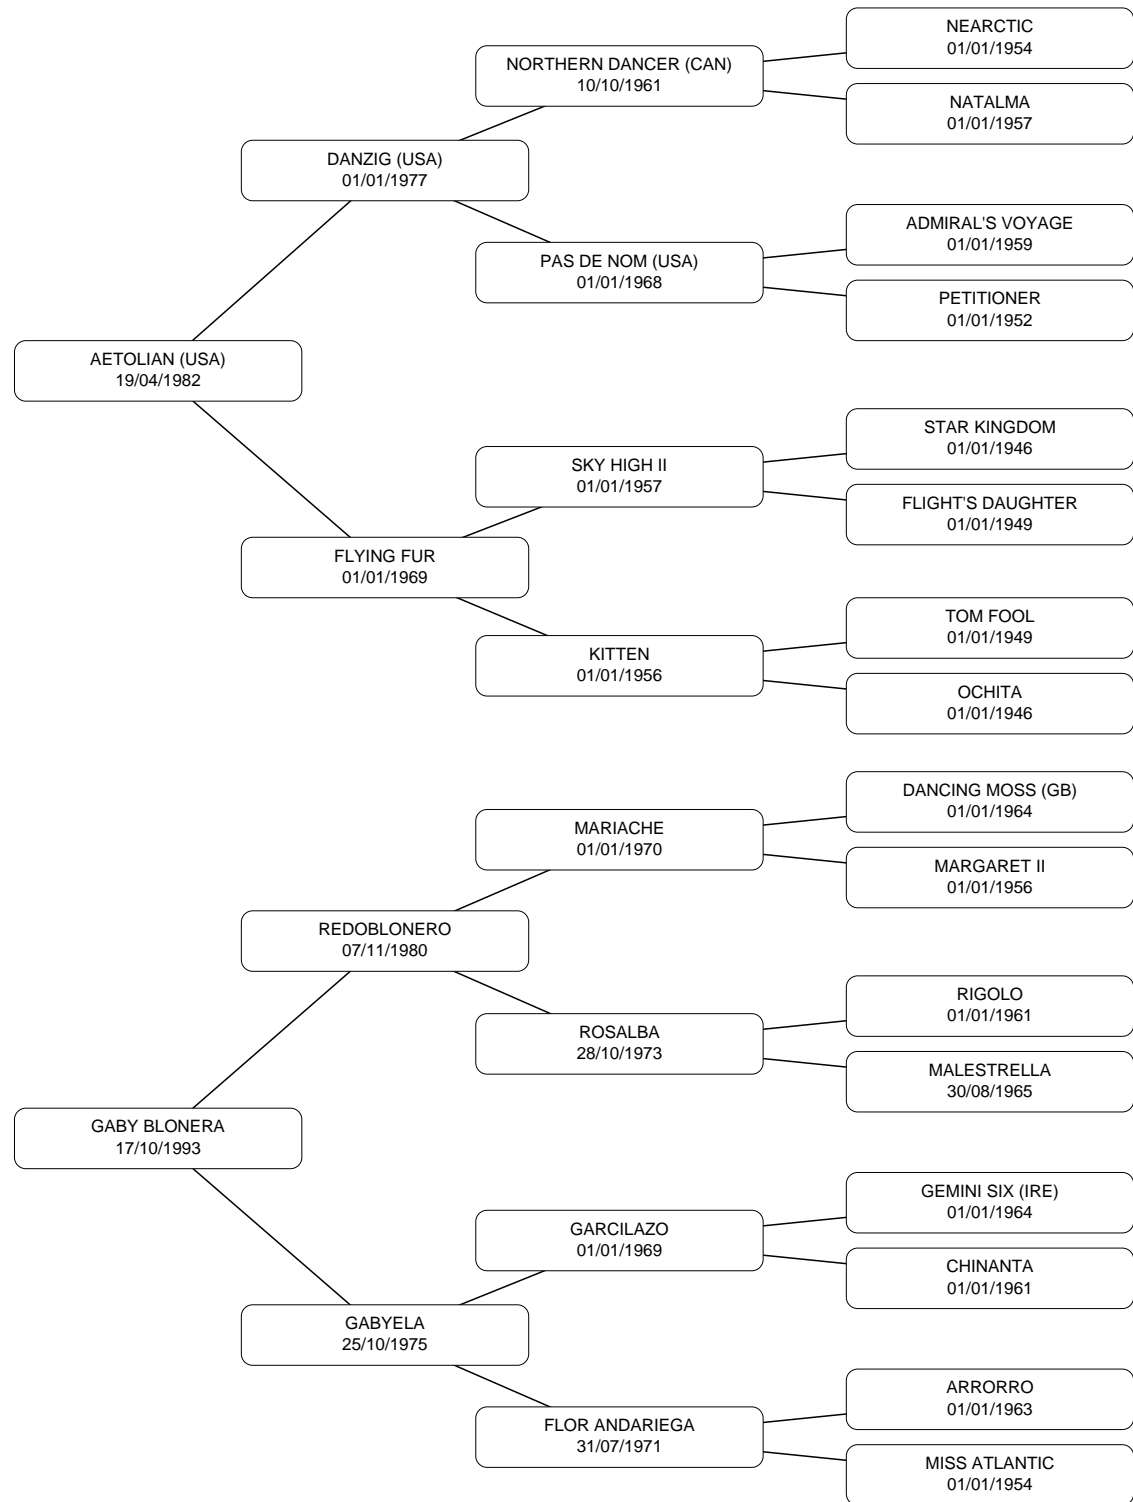 NEARCTIC
01/01/1954
NORTHERN DANCER (CAN)
10/10/1961
NATALMA
01/01/1957
DANZIG (USA)
01/01/1977
ADMIRAL'S VOYAGE
01/01/1959
PAS DE NOM (USA)
01/01/1968
PETITIONER
01/01/1952
AETOLIAN (USA)
19/04/1982
STAR KINGDOM
01/01/1946
SKY HIGH II
01/01/1957
FLIGHT'S DAUGHTER
01/01/1949
FLYING FUR
01/01/1969
TOM FOOL
01/01/1949
KITTEN
01/01/1956
OCHITA
01/01/1946
DANCING MOSS (GB)
01/01/1964
MARIACHE
01/01/1970
MARGARET II
01/01/1956
REDOBLONERO
07/11/1980
RIGOLO
01/01/1961
ROSALBA
28/10/1973
MALESTRELLA
30/08/1965
GABY BLONERA
17/10/1993
GEMINI SIX (IRE)
01/01/1964
GARCILAZO
01/01/1969
CHINANTA
01/01/1961
GABYELA
25/10/1975
ARRORRO
01/01/1963
FLOR ANDARIEGA
31/07/1971
MISS ATLANTIC
01/01/1954